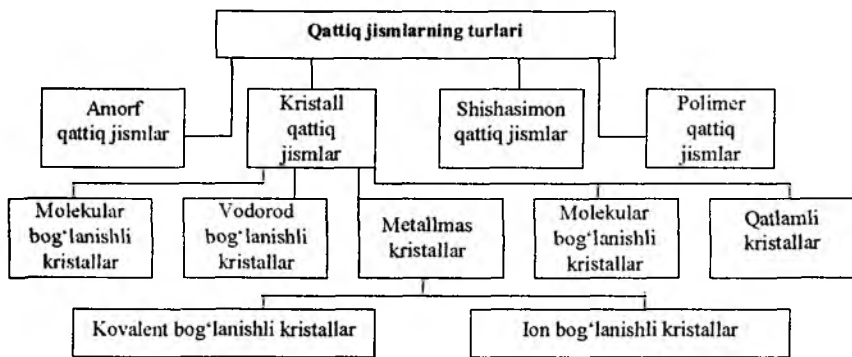 Qattiq jismlarning turlari
Amorf
qattiq jismlar
Kristall
qattiq
jismlar
Shishasimon
qattiq jismlar
Polimer
qattiq
jismlar
Molekular
bog‘lanishli
kristallar
Vodorod
bog‘lanishli
kristallar
Metallmas
kristallar
Molekular
bog‘lanishli
kristallar
Qatlamli
kristallar
Kovalent bog‘lanishli kristallar
Ion bog‘lanishli kristallar